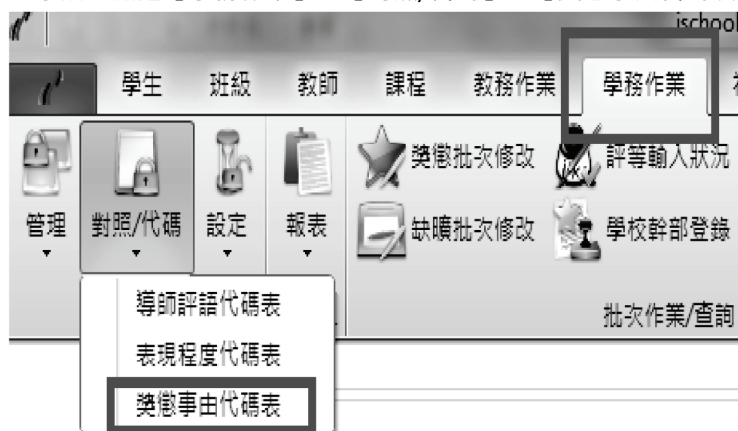 ischool
學生 班級 教師 課程 教務作業 學務作業
管理 對照/代碼 設定 報表 獎懲批次修改 評等輸入狀況
缺曠批次修改 學校幹部登錄
批次作業/查詢
導師評語代碼表
表現程度代碼表
獎懲事由代碼表